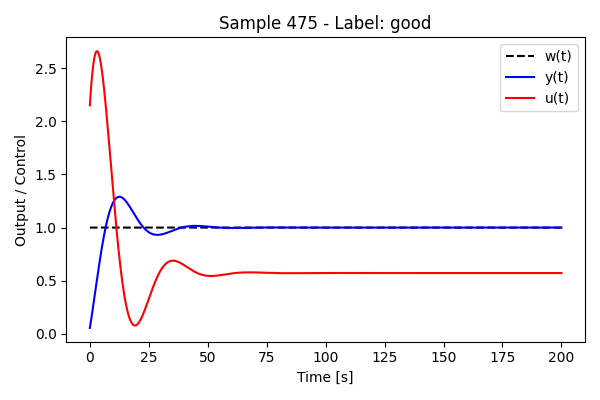 Sample 475 - Label: good
Output / Control
2.5
2.0
1.5
1.0
0.5
0.0
w(t)
y(t)
u(t)
0 25 50 75 100 125 150 175 200
Time [s]